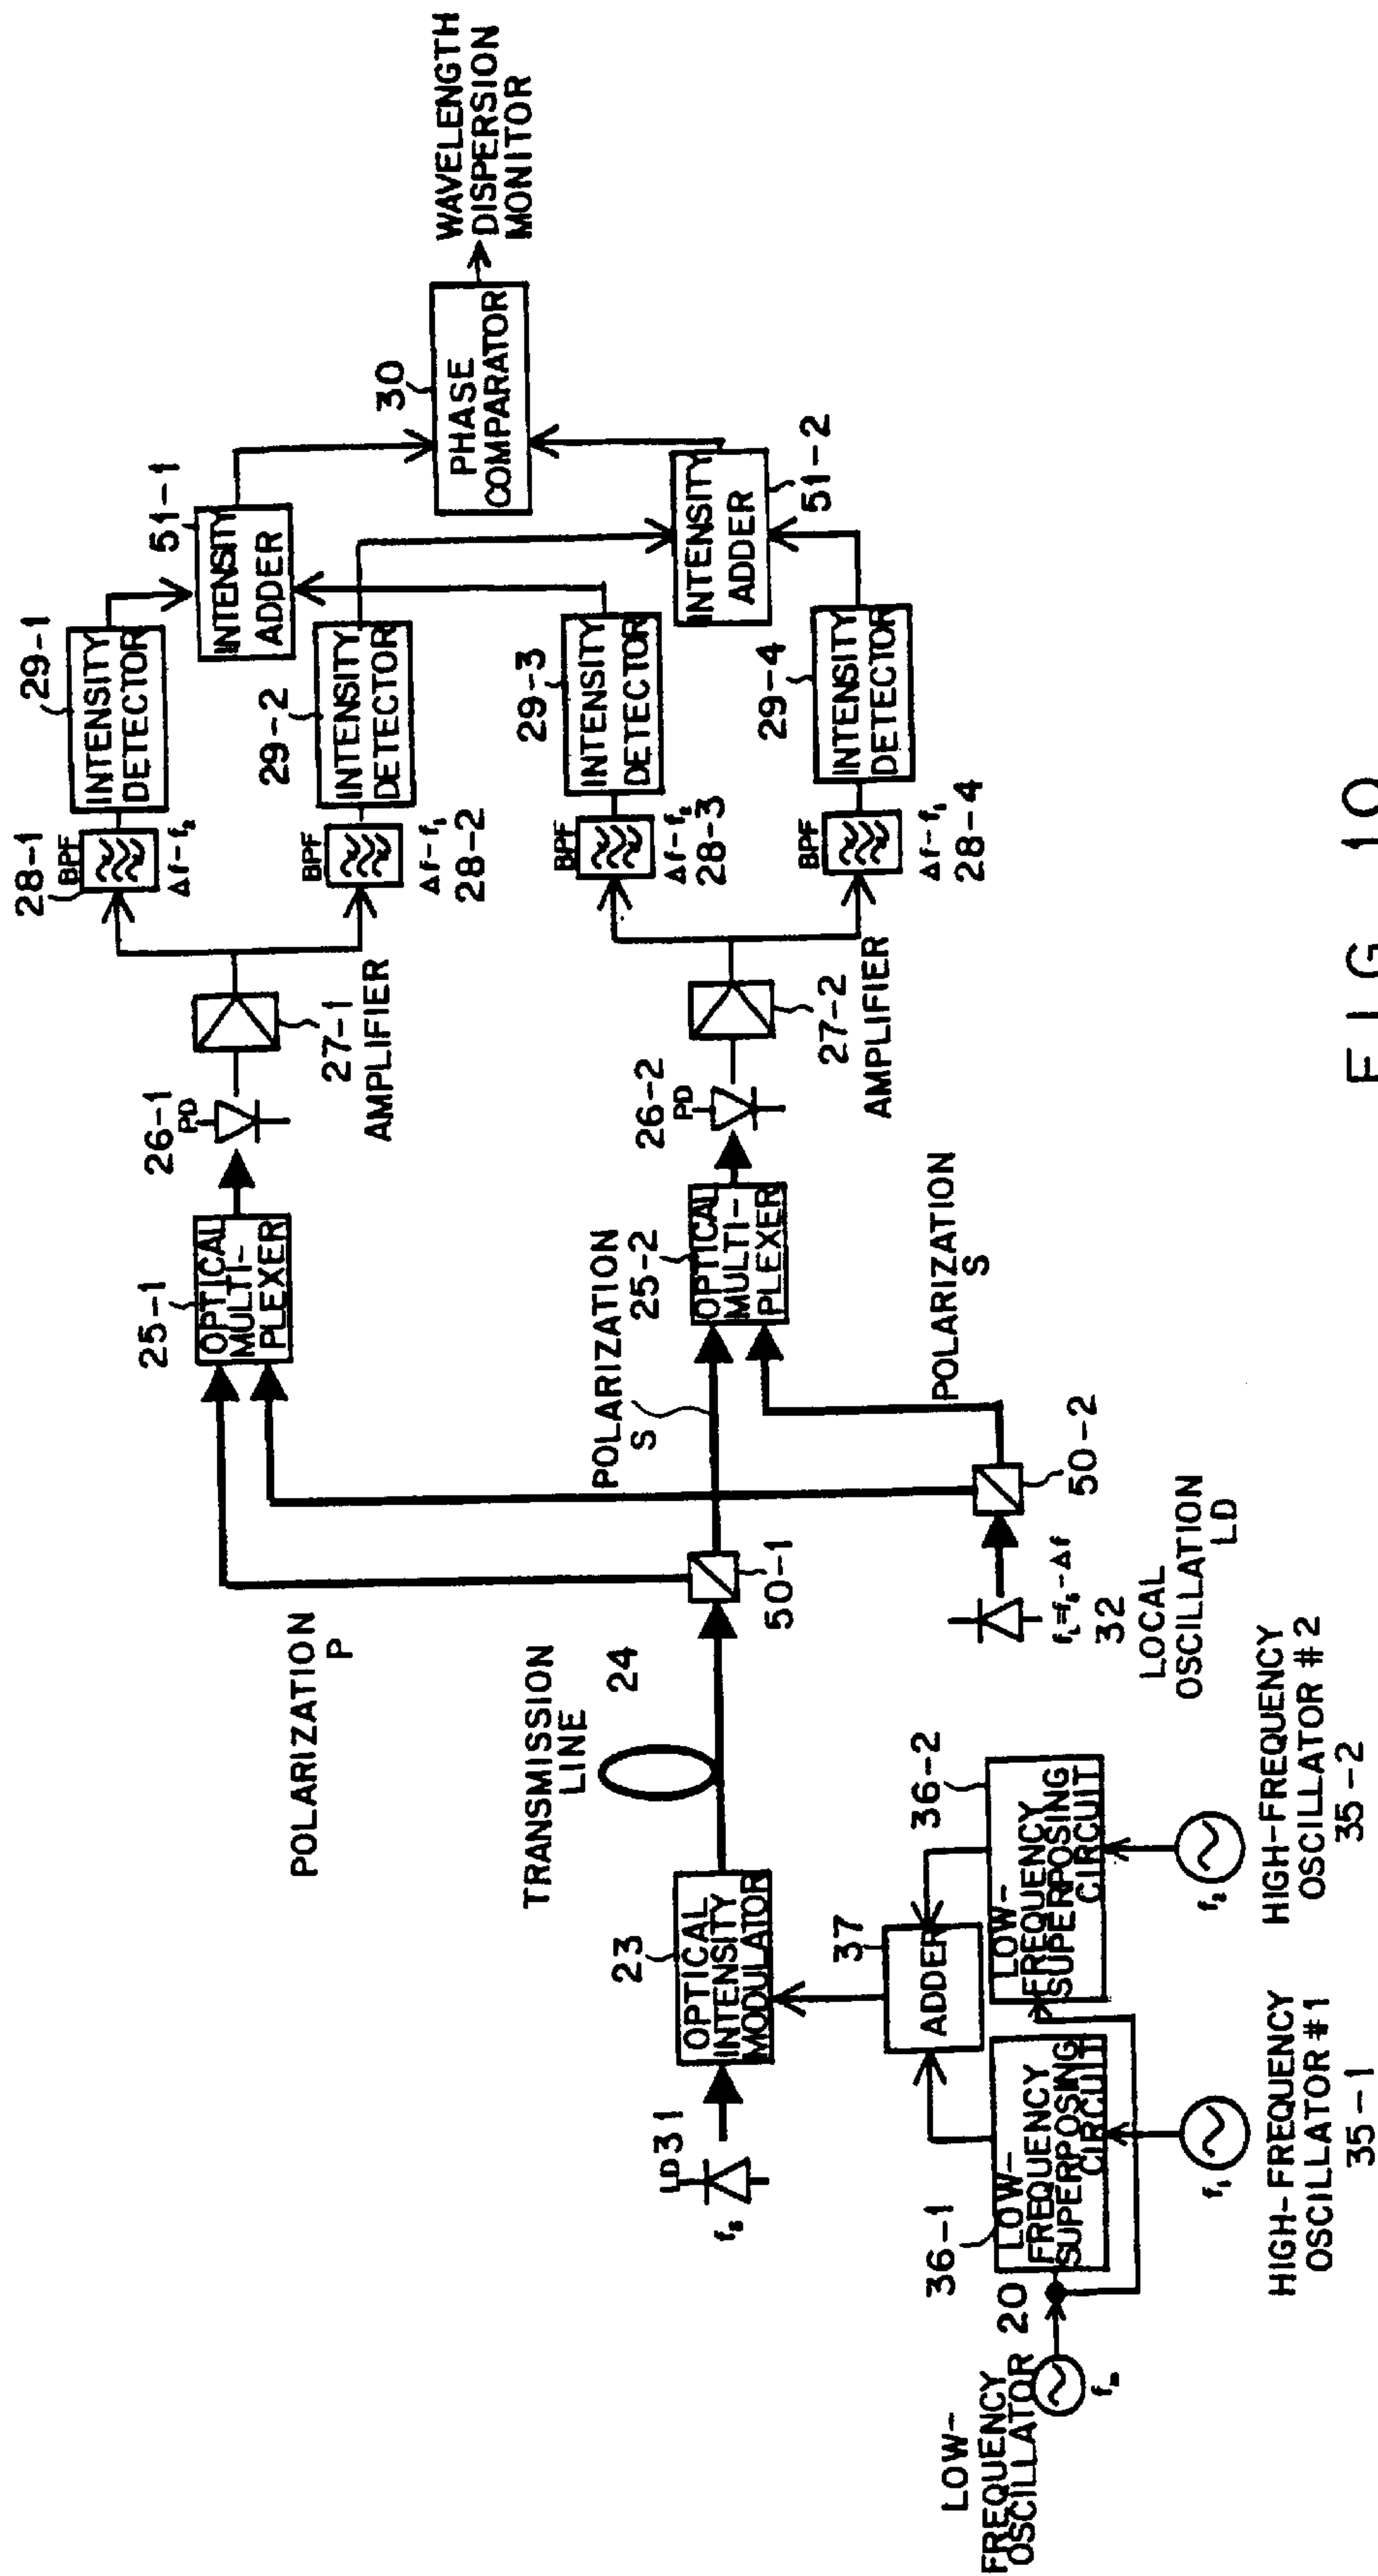 WAVELENGTH
DISPERSION
MONITOR
30
PHASE
COMPARATOR
51-1
INTENSITY
ADDER
INTENSITY
ADDER
51-2
29-1
INTENSITY
DETECTOR
29-2
INTENSITY
DETECTOR
29-3
INTENSITY
DETECTOR
29-4
INTENSITY
DETECTOR
28-1
BPF
Δf-f₂
BPF
Δf-f₁
28-2
BPF
Δf-f₂
28-3
BPF
Δf-f₁
28-4
27-1
AMPLIFIER
27-2
AMPLIFIER
26-1
PD
26-2
PD
25-1
OPTICAL
MULTI-
PLEXER
25-2
OPTICAL
MULTI-
PLEXER
POLARIZATION
S
POLARIZATION
S
POLARIZATION
P
50-1
50-2
fL=fs-Δf
32
LOCAL
OSCILLATION
LD
TRANSMISSION
LINE
24
23
OPTICAL
INTENSITY
MODULATOR
LD31
fs
37
ADDER
36-1
LOW-
FREQUENCY
SUPERPOSING
CIRCUIT
36-2
LOW-
FREQUENCY
SUPERPOSING
CIRCUIT
LOW-
FREQUENCY
OSCILLATOR
20
fm
f₁
HIGH-FREQUENCY
OSCILLATOR #1
35-1
f₂
HIGH-FREQUENCY
OSCILLATOR #2
35-2
FIG. 10